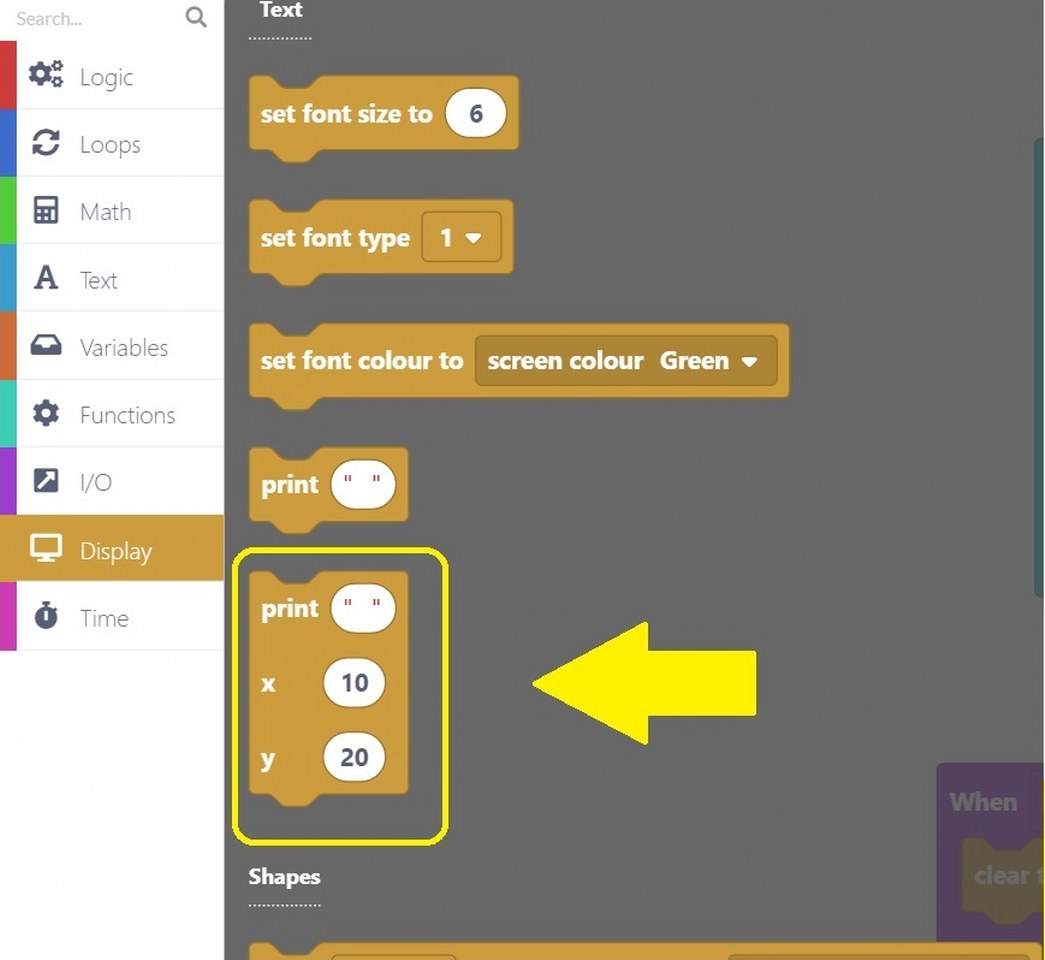 Search...
Logic
Loops
Math
Text
Variables
Functions
I/O
Display
Time
Text
set font size to 6
set font type 1
set font colour to screen colour Green
print " "
print " "
x 10
y 20
Shapes
When
clear